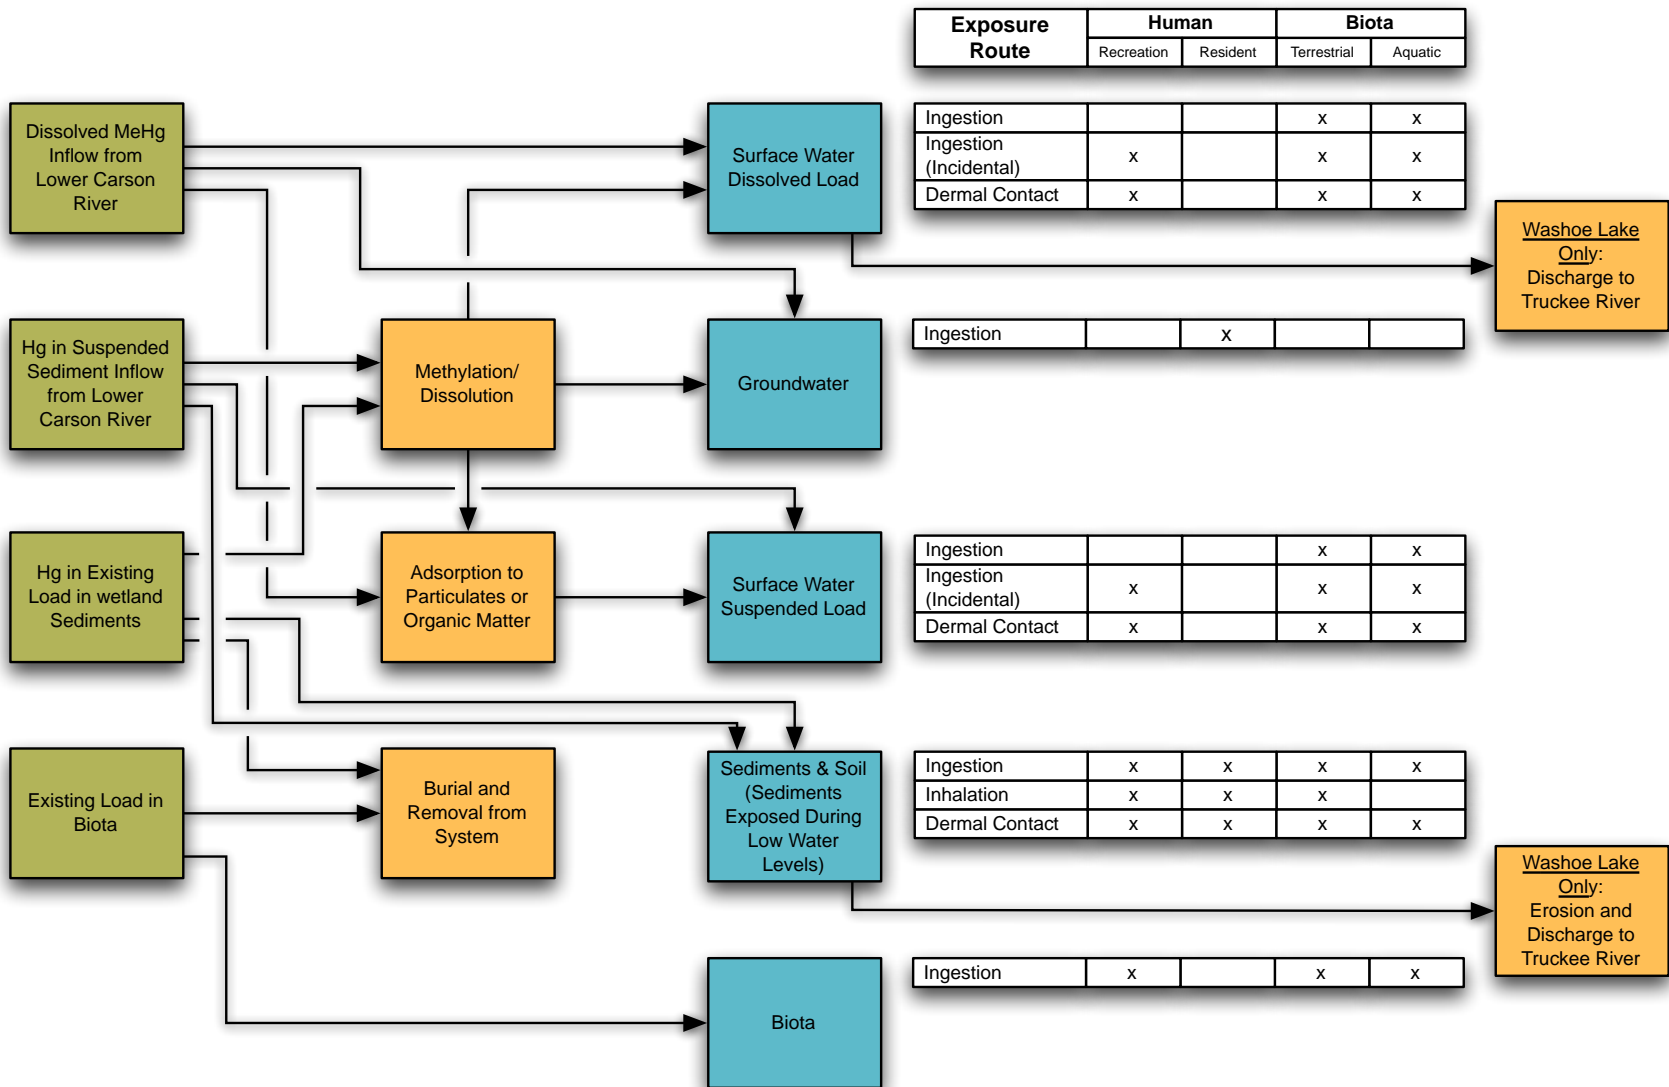 Exposure
Route
Human
Biota
Recreation
Resident
Terrestrial
Aquatic
Dissolved MeHg
Inflow from
Lower Carson
River
Surface Water
Dissolved Load
Ingestion x x
Ingestion
(Incidental) x x x
Dermal Contact x x x
Washoe Lake
Only:
Discharge to
Truckee River
Hg in Suspended
Sediment Inflow
from Lower
Carson River
Methylation/
Dissolution
Groundwater
Ingestion x
Hg in Existing
Load in wetland
Sediments
Adsorption to
Particulates or
Organic Matter
Surface Water
Suspended Load
Ingestion x x
Ingestion
(Incidental) x x x
Dermal Contact x x x
Existing Load in
Biota
Burial and
Removal from
System
Sediments & Soil
(Sediments
Exposed During
Low Water
Levels)
Ingestion x x x x
Inhalation x x x
Dermal Contact x x x x
Washoe Lake
Only:
Erosion and
Discharge to
Truckee River
Biota
Ingestion x x x